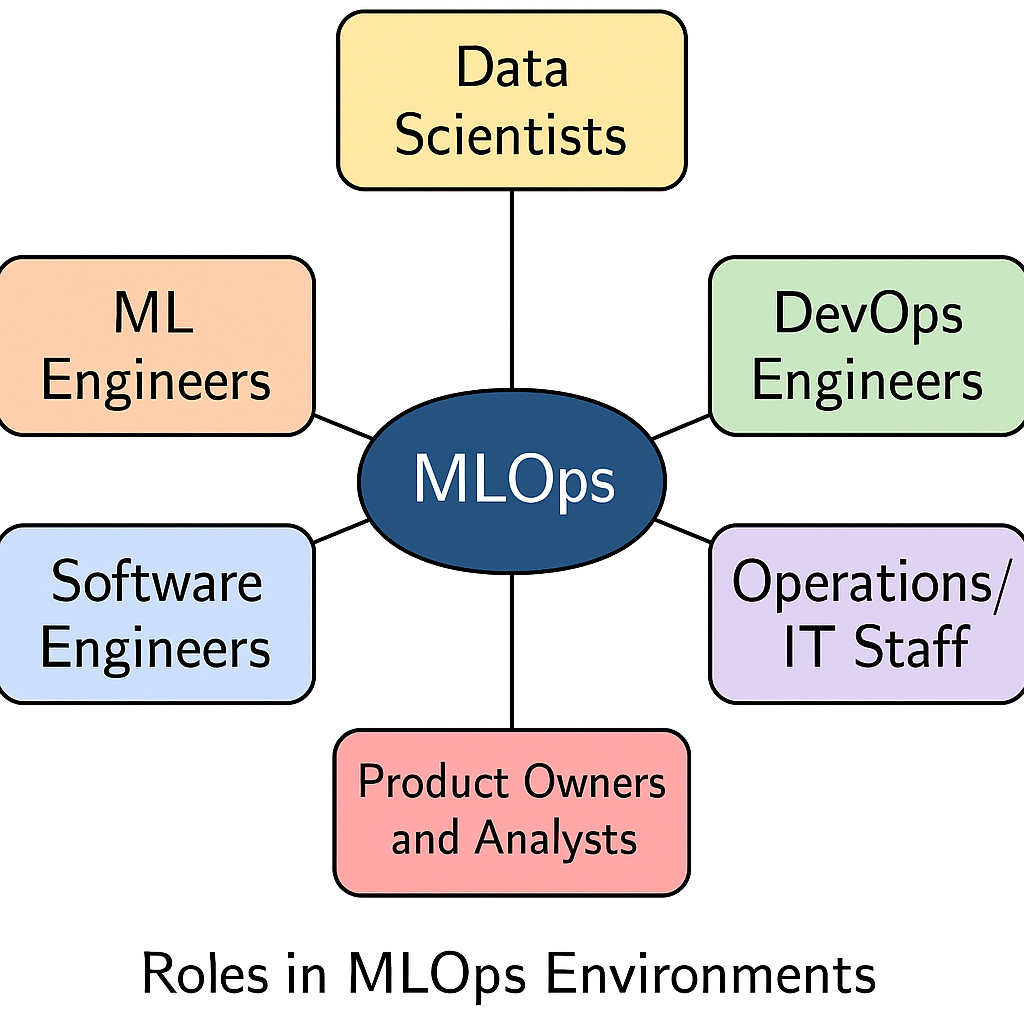 Data
Scientists
ML
Engineers
DevOps
Engineers
MLOps
Software
Engineers
Operations/
IT Staff
Product Owners
and Analysts
Roles in MLOps Environments